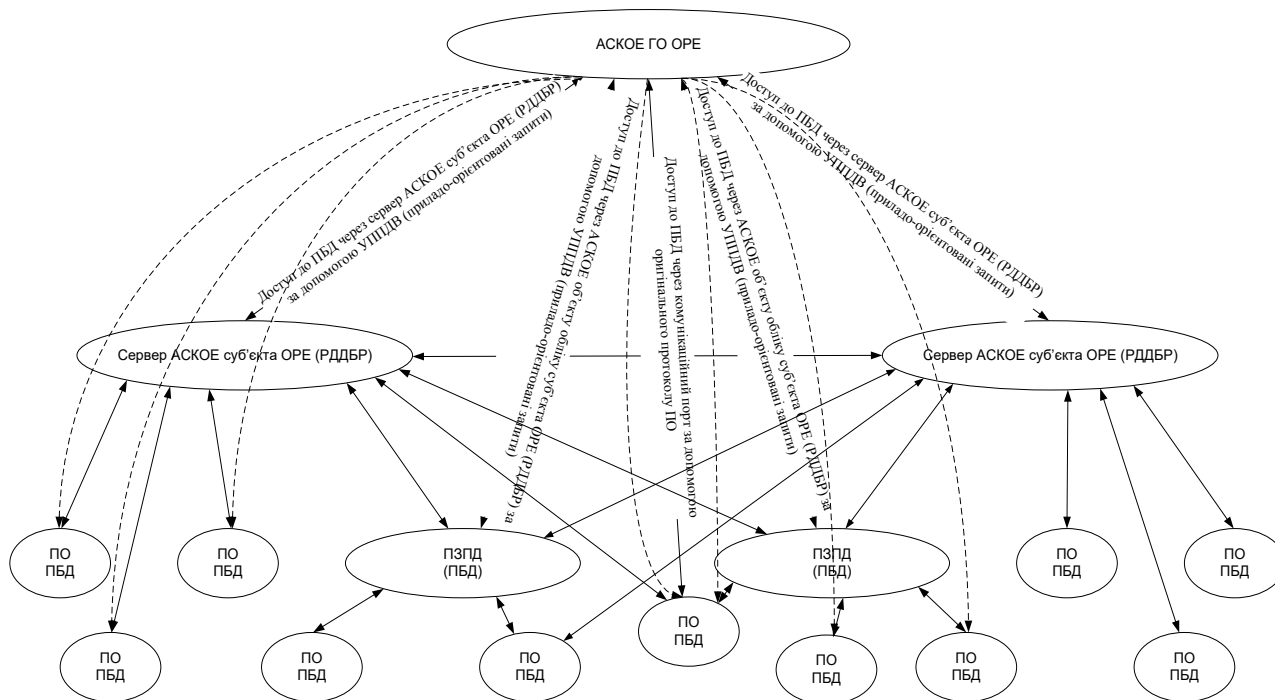 АСКОЕ ГО ОРЕ
Доступ до ПБД через сервер АСКОЕ суб'єкта ОРЕ (РДДБР)
за допомогою УППДВ (приладо-орієнтовані запити)
Доступ до ПБД через АСКОЕ об'єкту обліку суб'єкта ОРЕ (РДДБР) за
допомогою УППДВ (приладо-орієнтовані запити)
Доступ до ПБД через комунікаційний порт за допомогою
оригінального протоколу ПО
Доступ до ПБД через АСКОЕ об'єкту обліку суб'єкта ОРЕ (РДДБР) за
допомогою УППДВ (приладо-орієнтовані запити)
Доступ до ПБД через сервер АСКОЕ суб'єкта ОРЕ (РДДБР)
за допомогою УППДВ (приладо-орієнтовані запити)
Сервер АСКОЕ суб'єкта ОРЕ (РДДБР)
Сервер АСКОЕ суб'єкта ОРЕ (РДДБР)
ПО
ПБД
ПО
ПБД
ПЗПД
(ПБД)
ПЗПД
(ПБД)
ПО
ПБД
ПО
ПБД
ПО
ПБД
ПО
ПБД
ПО
ПБД
ПО
ПБД
ПО
ПБД
ПО
ПБД
ПО
ПБД